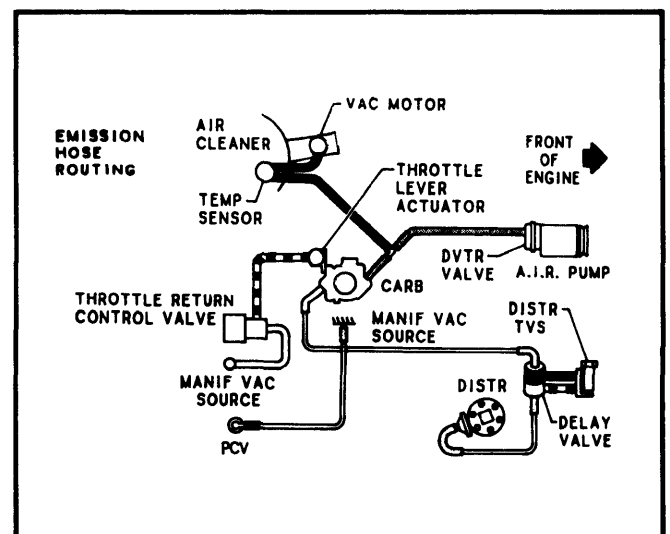 EMISSION
HOSE
ROUTING
AIR
CLEANER
VAC MOTOR
FRONT
OF
ENGINE
TEMP
SENSOR
THROTTLE
LEVER
ACTUATOR
DVTR
VALVE
A.I.R. PUMP
CARB
THROTTLE RETURN
CONTROL VALVE
MANIF VAC
SOURCE
DISTR
TVS
MANIF VAC
SOURCE
DISTR
DELAY
VALVE
PCV